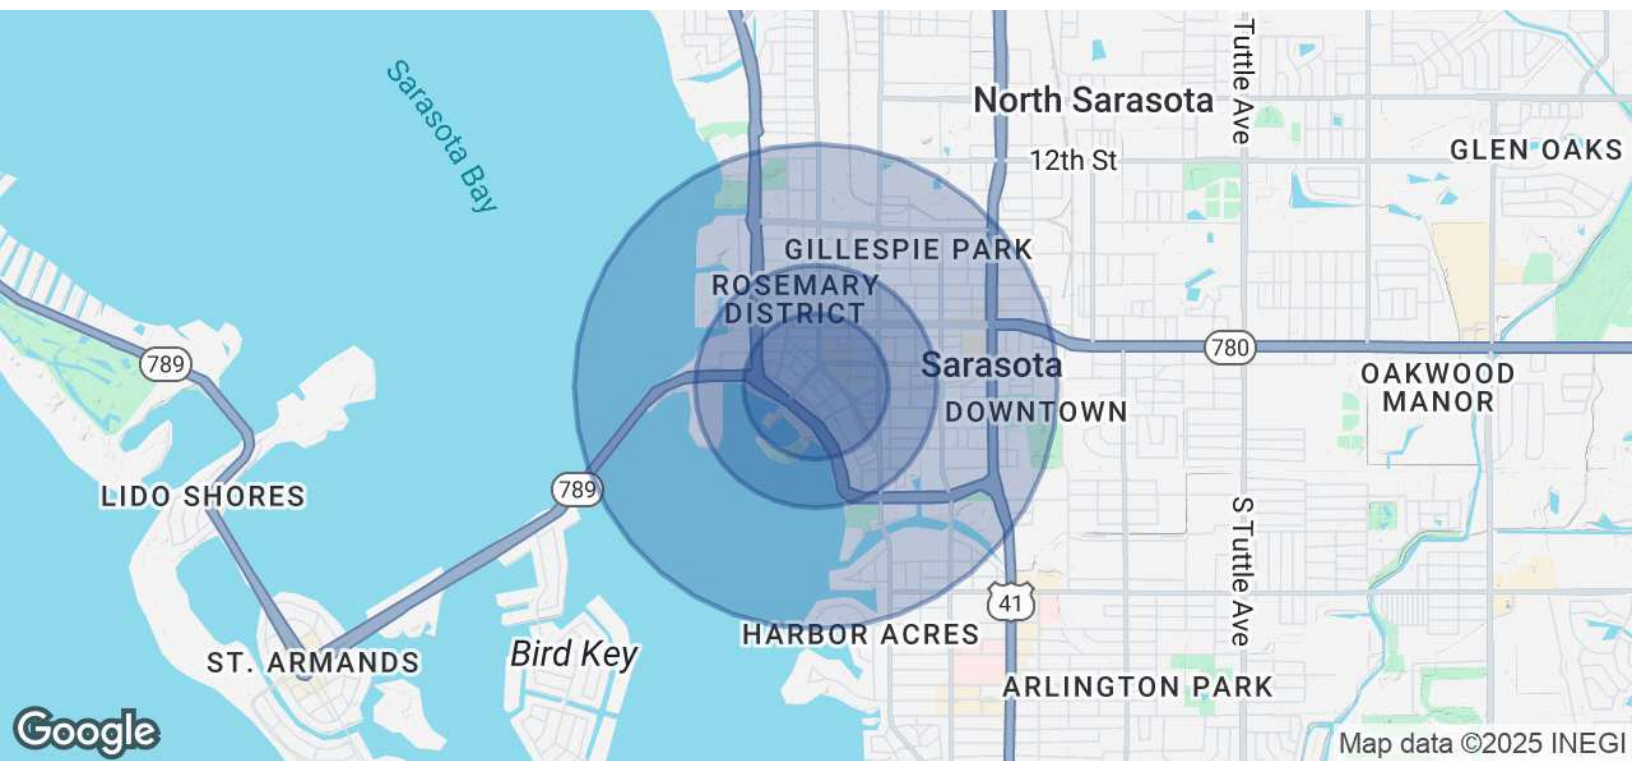 Sarasota Bay
Tuttle Ave
North Sarasota
12th St
GLEN OAKS
GILLESPIE PARK
ROSEMARY
DISTRICT
789
Sarasota
780
DOWNTOWN
OAKWOOD
MANOR
LIDO SHORES
789
S Tuttle Ave
41
HARBOR ACRES
ST. ARMANDS
Bird Key
ARLINGTON PARK
Google
Map data ©2025 INEGI